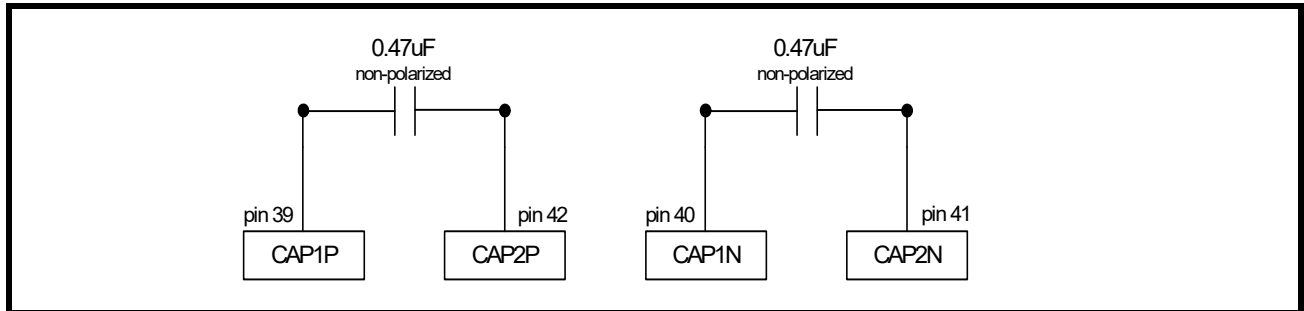 0.47uF
non-polarized
0.47uF
non-polarized
pin 39
pin 42
pin 40
pin 41
CAP1P
CAP2P
CAP1N
CAP2N